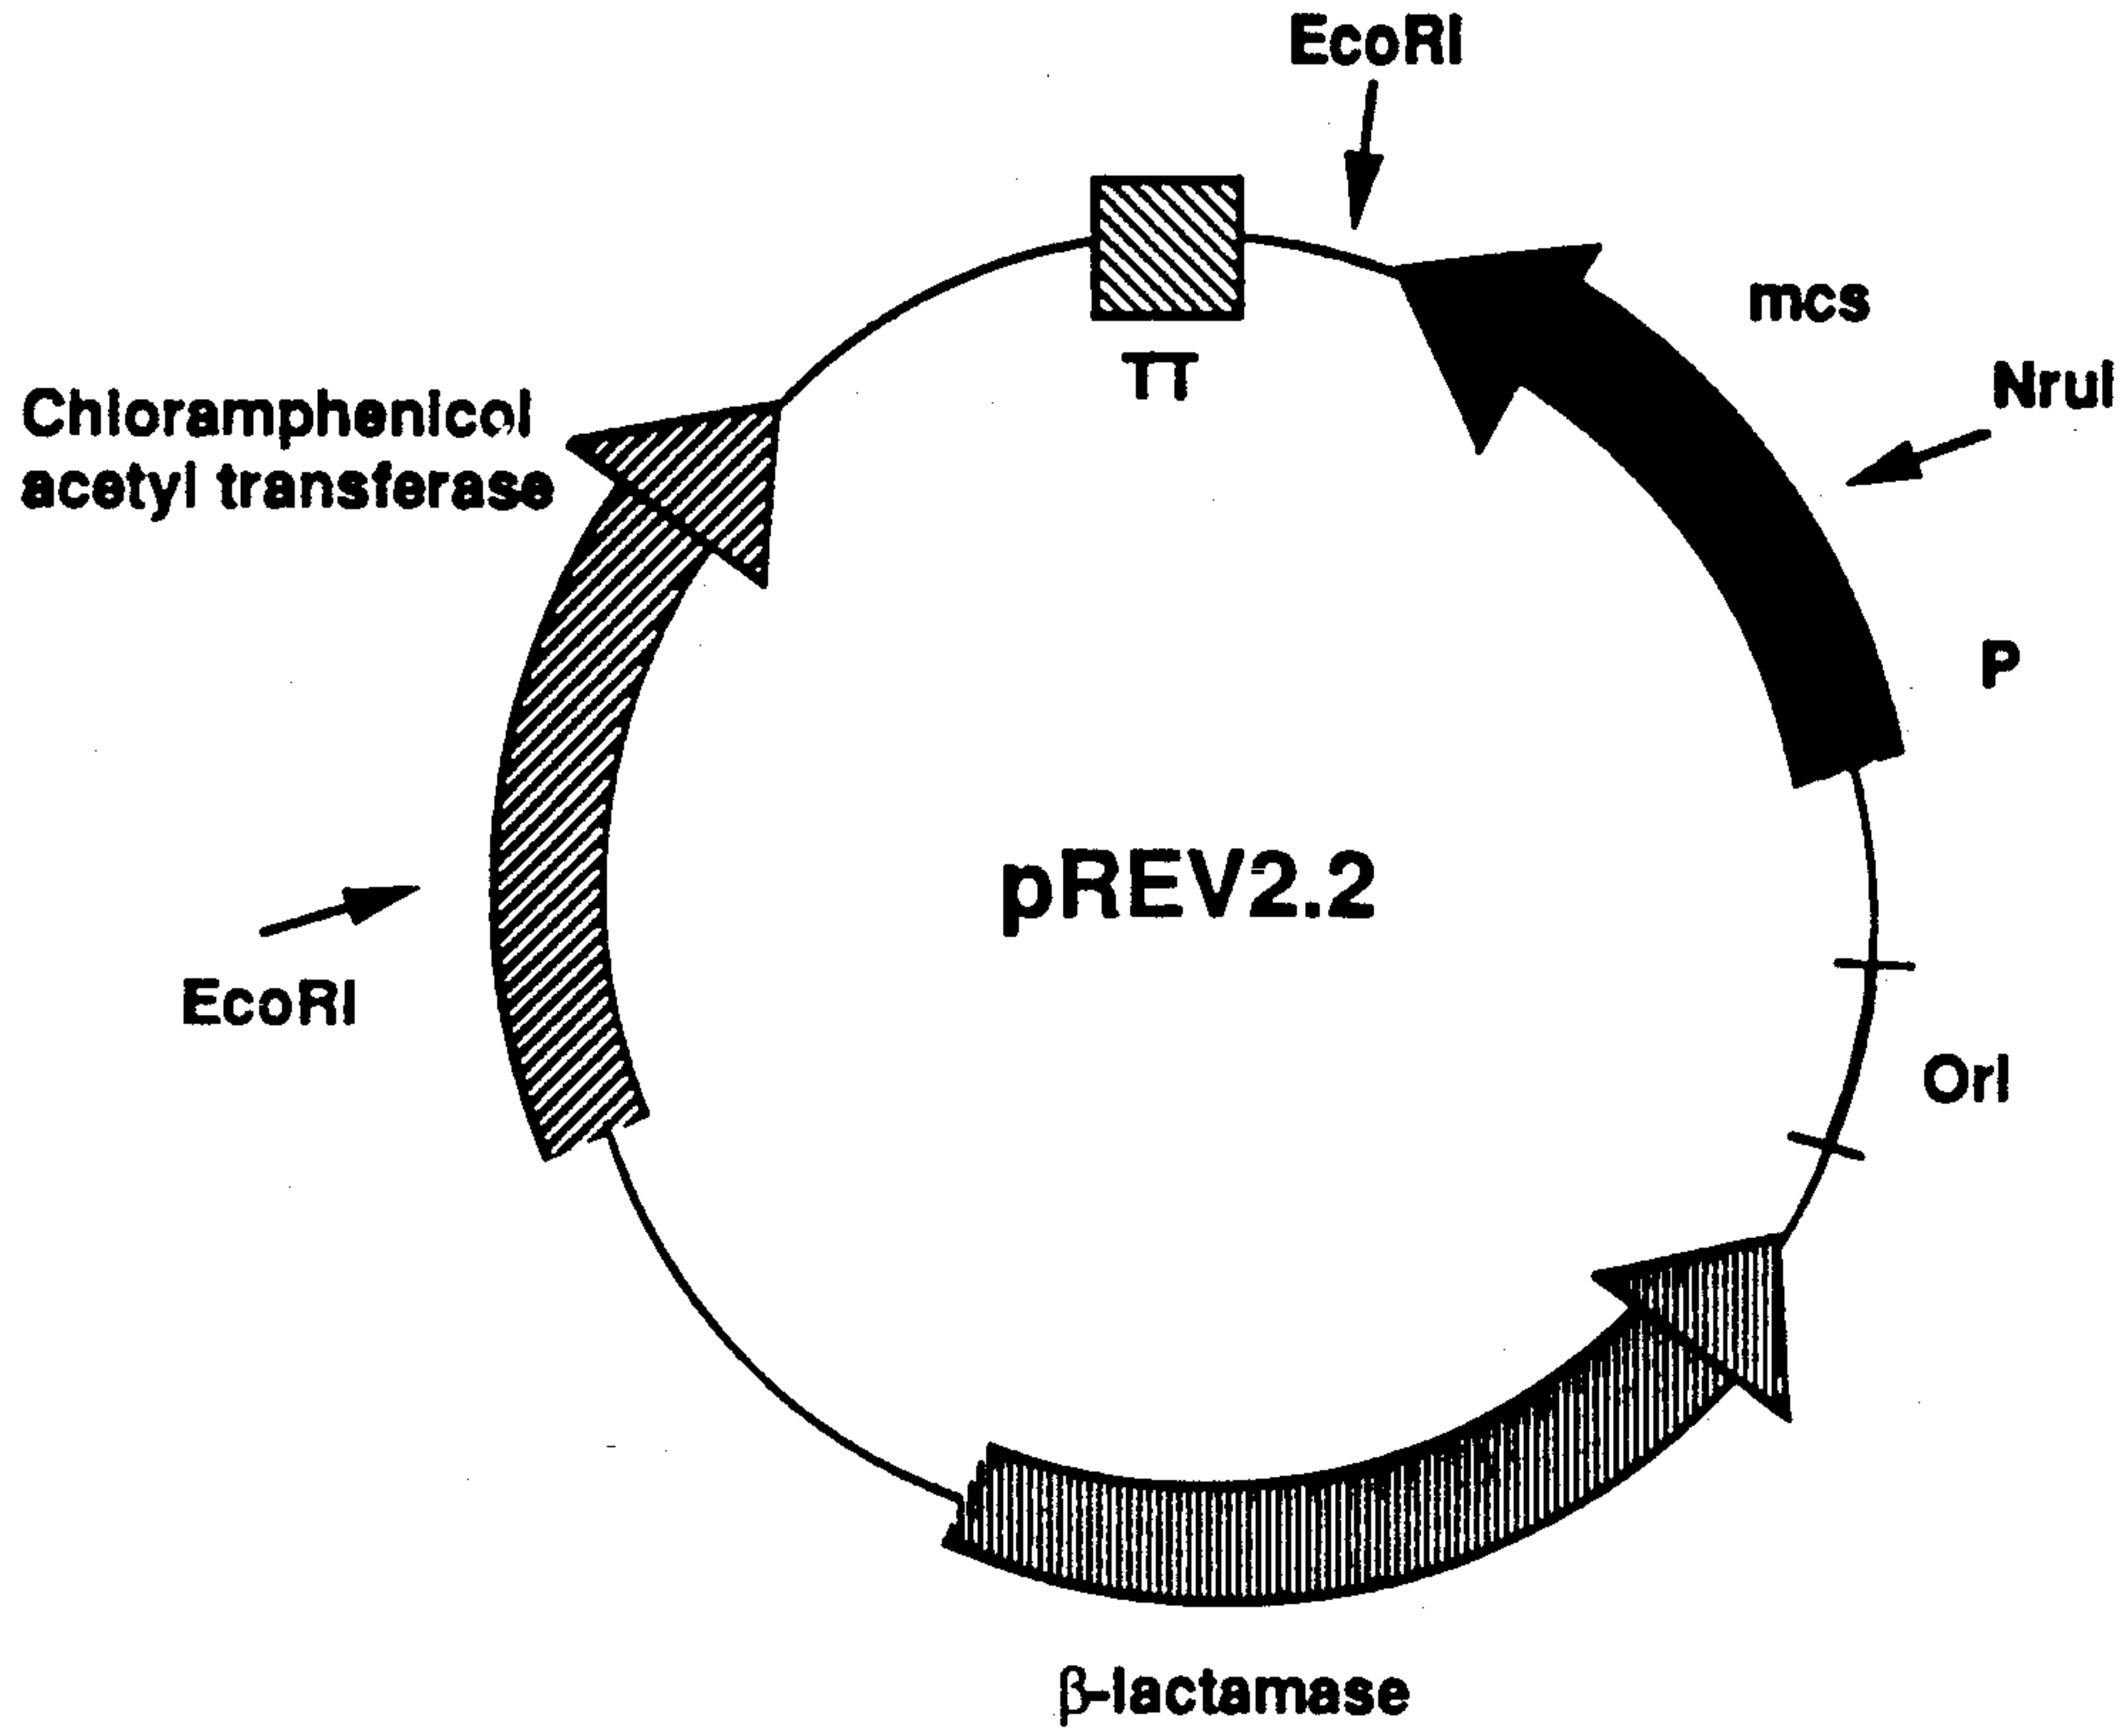 EcoRI
mcs
NruI
TT
Chloramphenicol
acetyl transferase
P
pREV2.2
EcoRI
Ori
β-lactamase